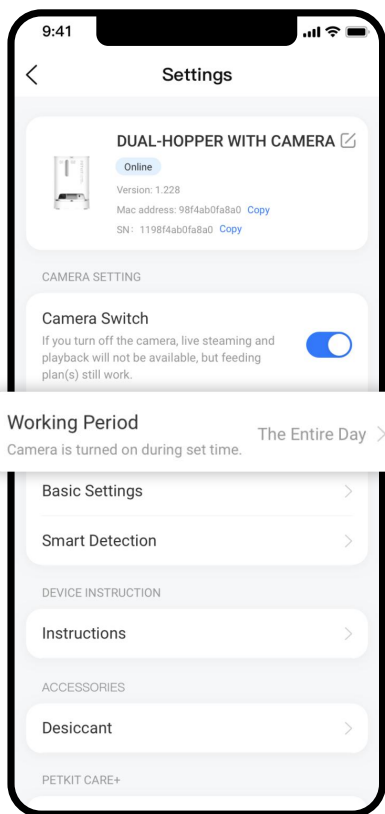 9:41
Settings
DUAL-HOPPER WITH CAMERA
Online
Version: 1.228
Mac address: 98f4ab0fa8a0 Copy
SN: 1198f4ab0fa8a0 Copy
CAMERA SETTING
Camera Switch
If you turn off the camera, live steaming and
playback will not be available, but feeding
plan(s) still work.
Working Period
The Entire Day
Camera is turned on during set time.
Basic Settings
Smart Detection
DEVICE INSTRUCTION
Instructions
ACCESSORIES
Desiccant
PETKIT CARE+